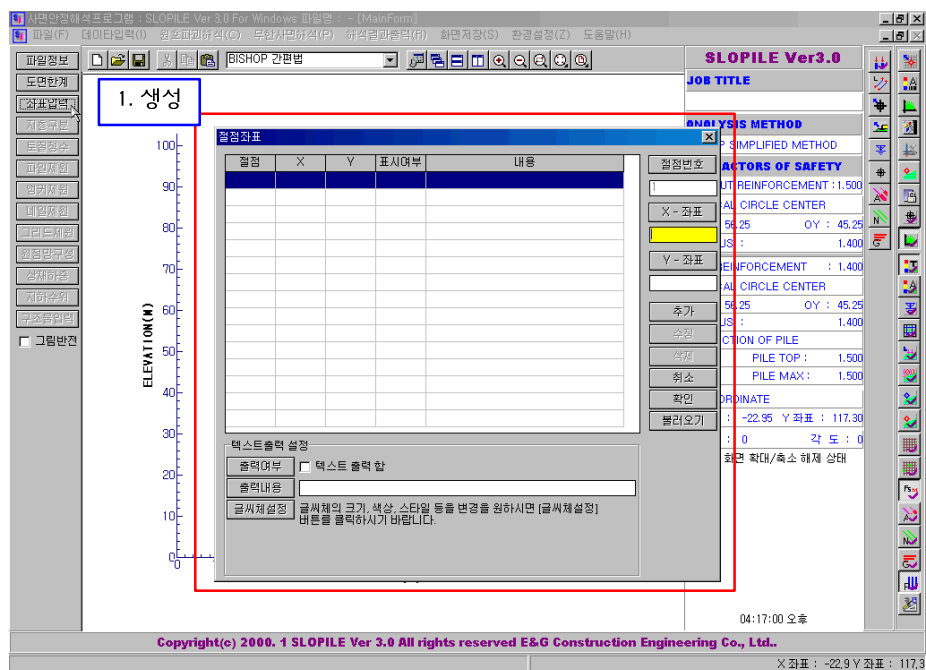 사면안정해석프로그램 : SLOPILE Ver 3,0 For Windows 파일명 : - [MainForm]
파일(F) 데이타입력(I) 원호파괴해석(C) 무한사면해석(P) 해석결과출력(R) 화면저장(S) 환경설정(Z) 도움말(H)
BISHOP 간편법
파일정보
도면한계
좌표입력
지층구분
토질정수
파일제원
앵커제원
네일제원
그리드제원
원점망구성
상재하중
지하수위
구조물입력
그림반전
1. 생성
ELEVATION(M)
100
90
80
70
60
50
40
30
20
10
0
0
절점좌표
절점 X Y 표시여부 내용
절점번호
1
X - 좌표
Y - 좌표
추가
수정
삭제
취소
확인
불러오기
텍스트출력 설정
출력여부 텍스트 출력 함
출력내용
글씨체설정 글씨체의 크기, 색상, 스타일 등을 변경을 원하시면 [글씨체설정]
버튼를 클릭하시기 바랍니다.
SLOPILE Ver3.0
JOB TITLE
ANALYSIS METHOD
P SIMPLIFIED METHOD
ACTORS OF SAFETY
UT REINFORCEMENT : 1.500
AL CIRCLE CENTER
56.25 OY : 45.25
US : 1.400
REINFORCEMENT : 1.400
AL CIRCLE CENTER
56.25 OY : 45.25
US : 1.400
CTION OF PILE
PILE TOP : 1.500
PILE MAX : 1.500
ORDINATE
: -22.95 Y 좌표 : 117.30
: 0 각 도 : 0
화면 확대/축소 해제 상태
04:17:00 오후
Copyright(c) 2000. 1 SLOPILE Ver 3.0 All rights reserved E&G Construction Engineering Co., Ltd..
X 좌표 : -22,9 Y 좌표 : 117,3